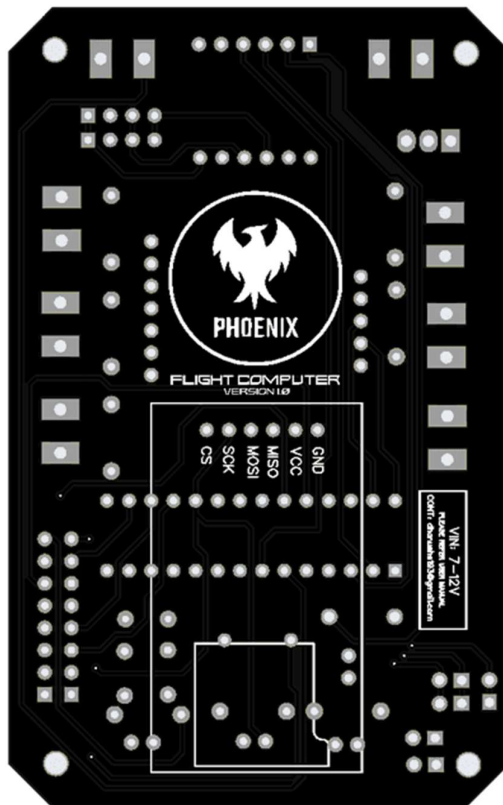 PHOENIX
FLIGHT COMPUTER
VERSION 1.0
CS
SCK
MOSI
MISO
VCC
GND
VIN: 7-12V
PLEASE REFER USER MANUAL